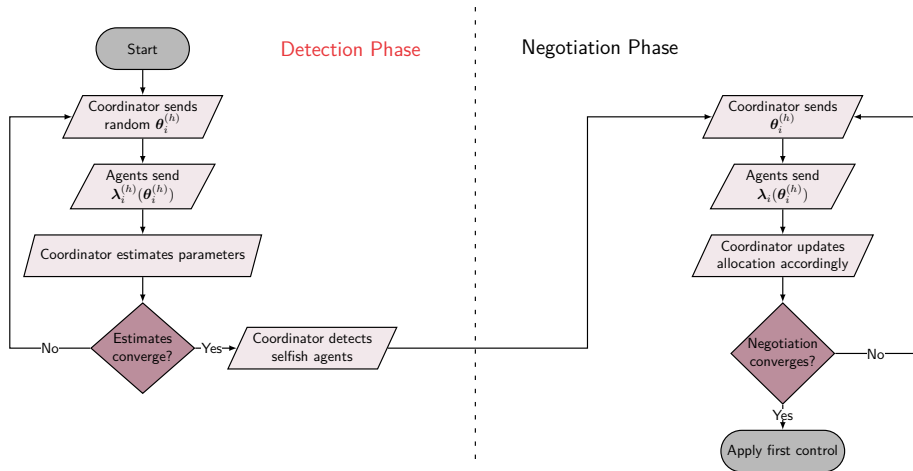 Start
Detection Phase
Negotiation Phase
Coordinator sends
random θ_i^(h)
Agents send
λ_i^(h)(θ_i^(h))
Coordinator estimates parameters
Estimates
converge?
No
Yes
Coordinator detects
selfish agents
Coordinator sends
θ_i^(h)
Agents send
λ_i(θ_i^(h))
Coordinator updates
allocation accordingly
Negotiation
converges?
No
Yes
Apply first control